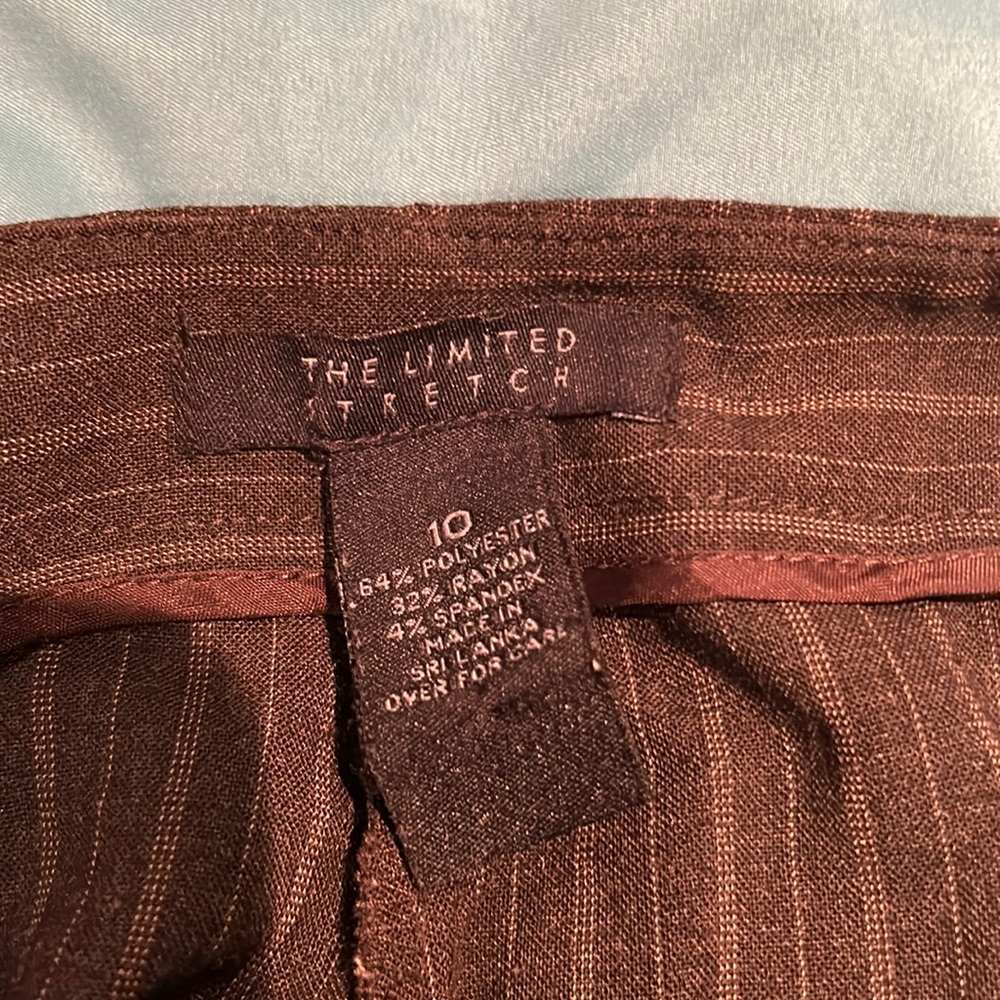 THE LIMITED
STRETCH
10
64% POLYESTER
32% RAYON
4% SPANDEX
MADE IN
SRI LANKA
OVER FOR CARE